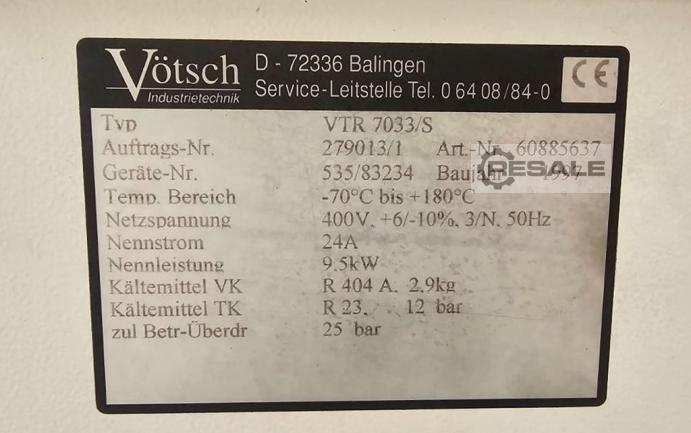 Vötsch
Industrietechnik
D - 72336 Balingen
Service-Leitstelle Tel. 0 64 08/84-0
CE
Typ VTR 7033/S
Auftrags-Nr. 279013/1 Art.-Nr. 60885637
Geräte-Nr. 535/83234 Baujahr 1997
RESALE
Temp. Bereich -70°C bis +180°C
Netzspannung 400V, +6/-10%, 3/N, 50Hz
Nennstrom 24A
Nennleistung 9.5kW
Kältemittel VK R 404 A. 2.9kg
Kältemittel TK R 23. 12 bar
zul Betr-Überdr 25 bar